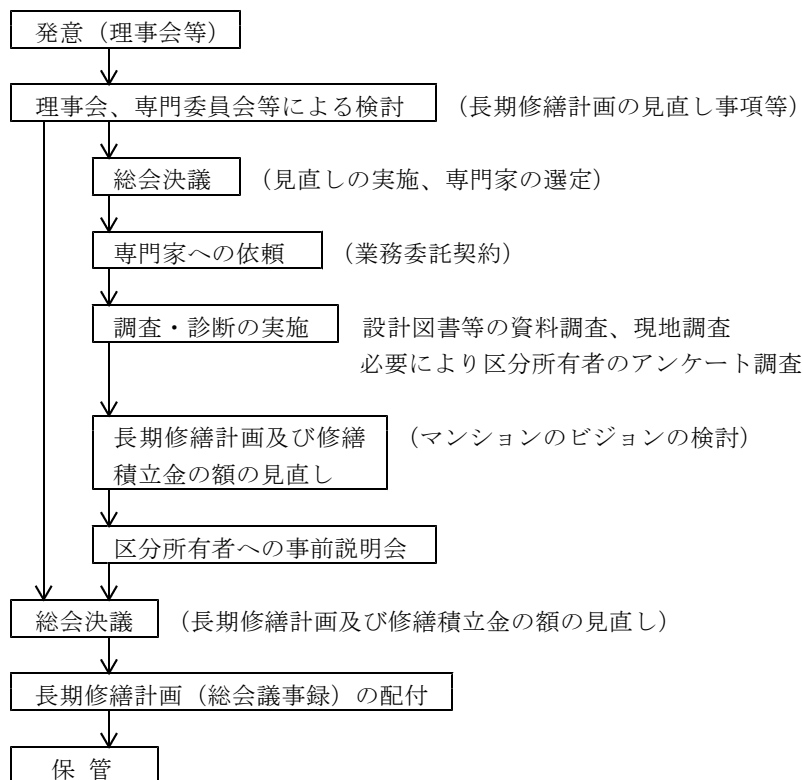 発意（理事会等）
理事会、専門委員会等による検討 （長期修繕計画の見直し事項等）
総会決議 （見直しの実施、専門家の選定）
専門家への依頼 （業務委託契約）
調査・診断の実施 設計図書等の資料調査、現地調査
必要により区分所有者のアンケート調査
長期修繕計画及び修繕 （マンションのビジョンの検討）
積立金の額の見直し
区分所有者への事前説明会
総会決議 （長期修繕計画及び修繕積立金の額の見直し）
長期修繕計画（総会議事録）の配付
保 管